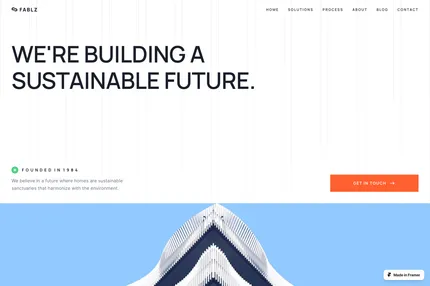 FABLZ
HOME SOLUTIONS PROCESS ABOUT BLOG CONTACT
WE'RE BUILDING A
SUSTAINABLE FUTURE.
FOUNDED IN 1984
We believe in a future where homes are sustainable
sanctuaries that harmonize with the environment.
GET IN TOUCH
Made in Framer